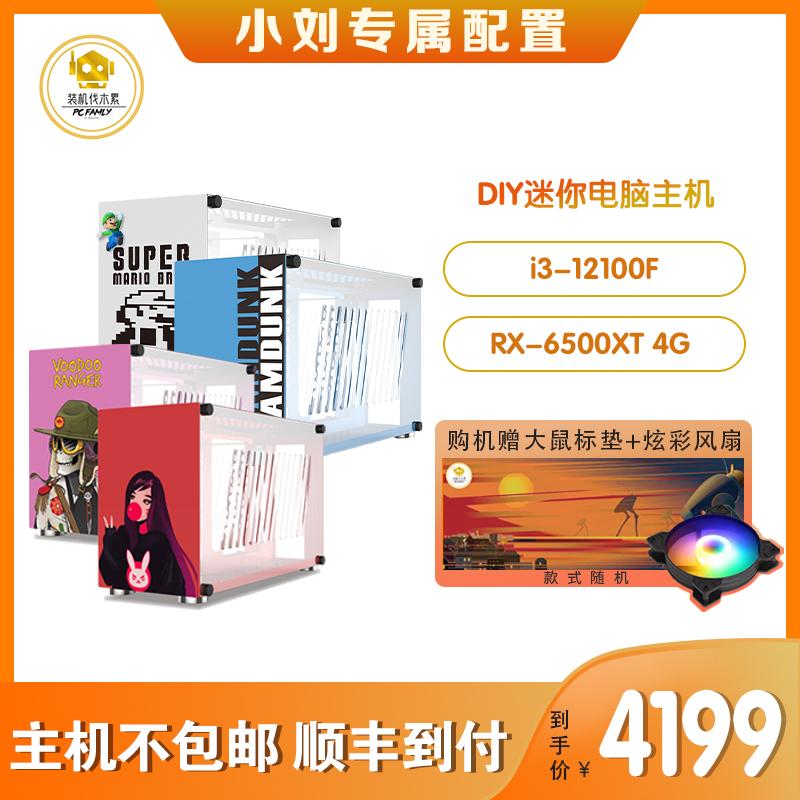 小刘专属配置
装机伐木累
PC FAMILY
DIY迷你电脑主机
i3-12100F
RX-6500XT 4G
SUPER
MARIO BR
AMDUNK
AMDUNK
VOODOO
RANGER
购机赠大鼠标垫+炫彩风扇
款式随机
主机不包邮 顺丰到付
到手价
¥4199